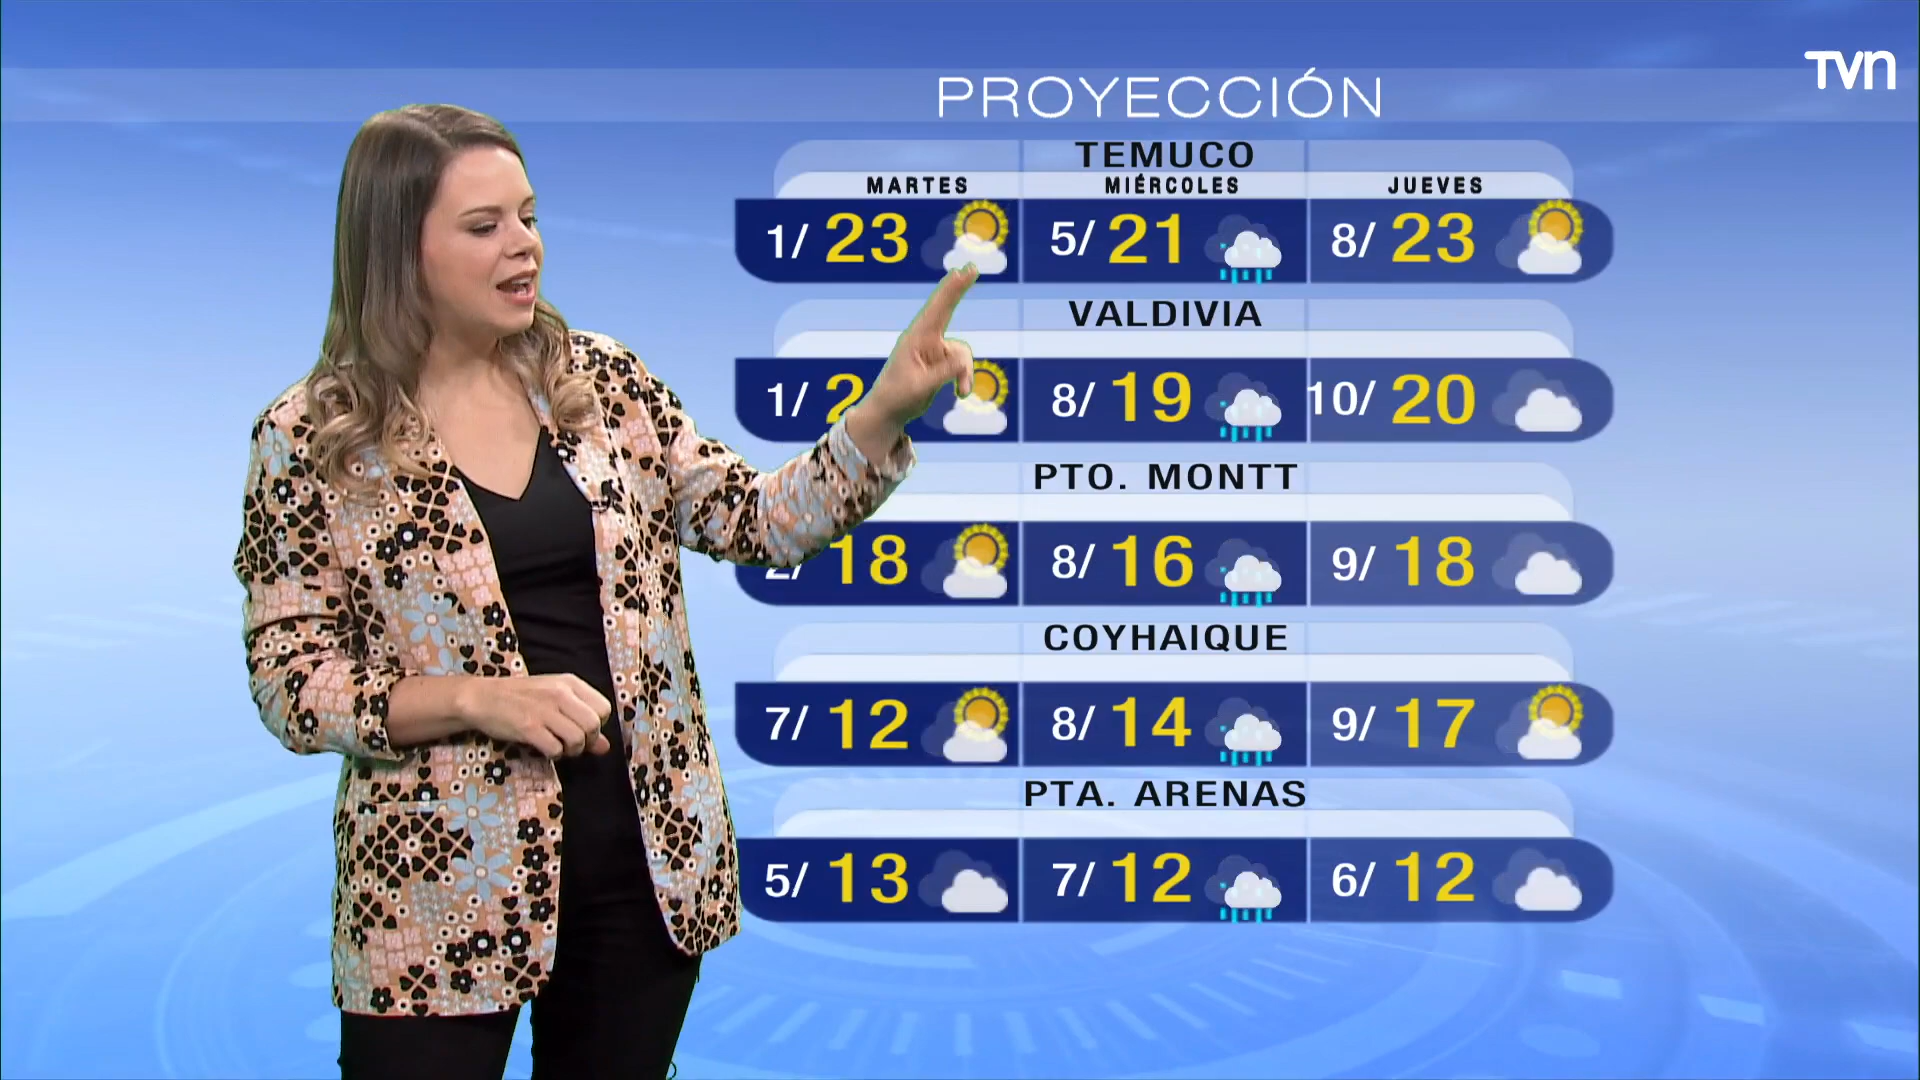 TVN
PROYECCIÓN
TEMUCO
MARTES MIÉRCOLES JUEVES
1/ 23 5/ 21 8/ 23
VALDIVIA
1/ 8/ 19 10/ 20
PTO. MONTT
2/ 18 8/ 16 9/ 18
COYHAIQUE
7/ 12 8/ 14 9/ 17
PTA. ARENAS
5/ 13 7/ 12 6/ 12